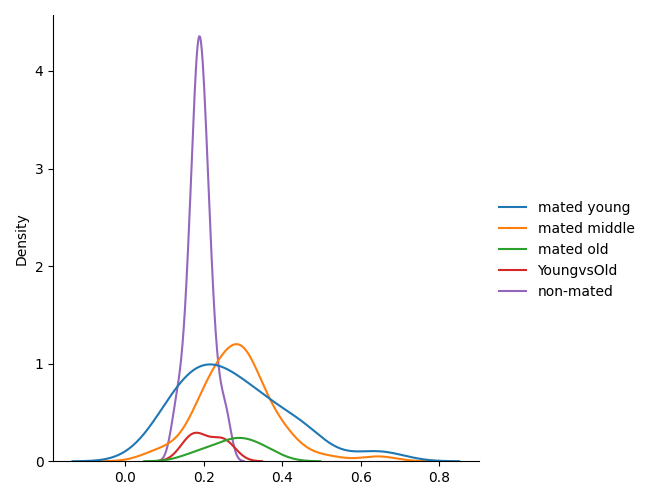 Density
4
3
2
1
0
0.0 0.2 0.4 0.6 0.8
mated young
mated middle
mated old
YoungvsOld
non-mated